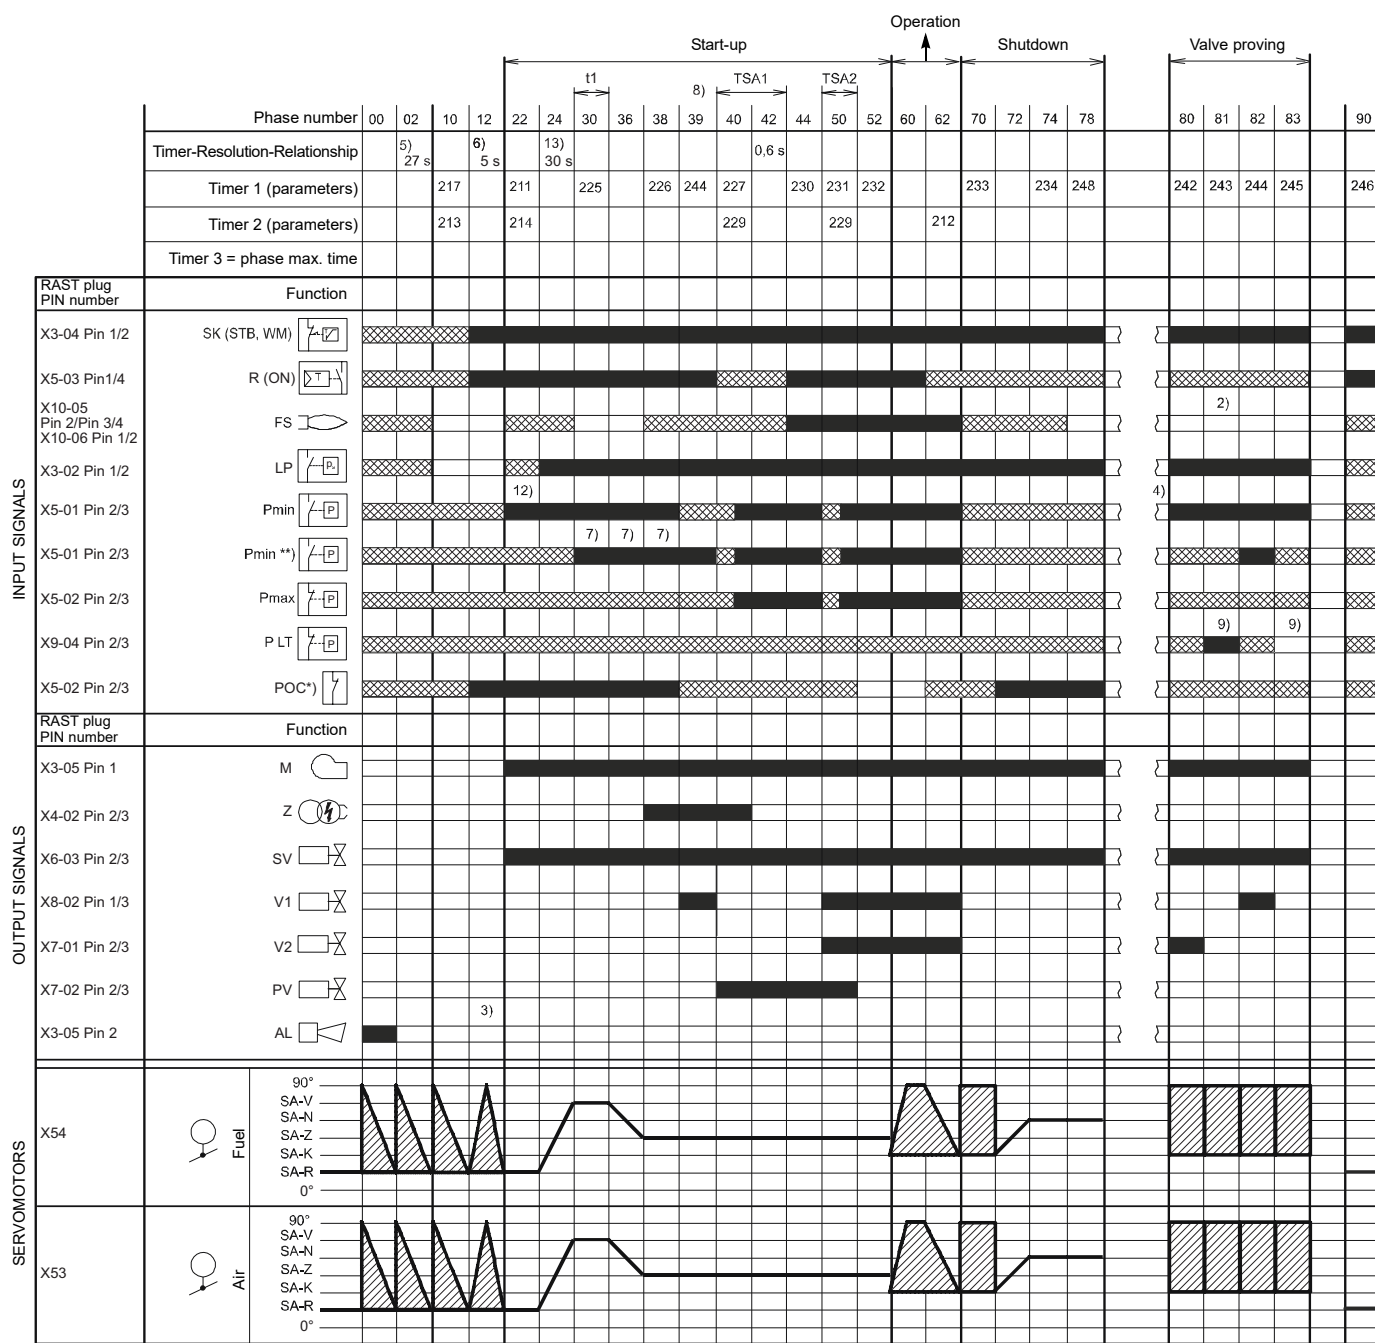 Operation
Start-up
Shutdown
Valve proving
t1
TSA1
TSA2
8)
Phase number 00 02 10 12 22 24 30 36 38 39 40 42 44 50 52 60 62 70 72 74 78 80 81 82 83 90
5) 6) 13)
Timer-Resolution-Relationship 27 s 5 s 30 s 0,6 s
Timer 1 (parameters) 217 211 225 226 244 227 230 231 232 233 234 248 242 243 244 245 246
Timer 2 (parameters) 213 214 229 229 212
Timer 3 = phase max. time
RAST plug
PIN number Function
INPUT SIGNALS
X3-04 Pin 1/2 SK (STB, WM)
X5-03 Pin1/4 R (ON) T
2)
X10-05
Pin 2/Pin 3/4 FS
X10-06 Pin 1/2
X3-02 Pin 1/2 LP
12) 4)
X5-01 Pin 2/3 Pmin P
7) 7) 7)
X5-01 Pin 2/3 Pmin **) P
X5-02 Pin 2/3 Pmax P
9) 9)
X9-04 Pin 2/3 P LT P
X5-02 Pin 2/3 POC*)
RAST plug
PIN number Function
OUTPUT SIGNALS
X3-05 Pin 1 M
X4-02 Pin 2/3 Z
X6-03 Pin 2/3 SV
X8-02 Pin 1/3 V1
X7-01 Pin 2/3 V2
X7-02 Pin 2/3 PV
3)
X3-05 Pin 2 AL
SERVOMOTORS
X54
Fuel
90°
SA-V
SA-N
SA-Z
SA-K
SA-R
0°
X53
Air
90°
SA-V
SA-N
SA-Z
SA-K
SA-R
0°